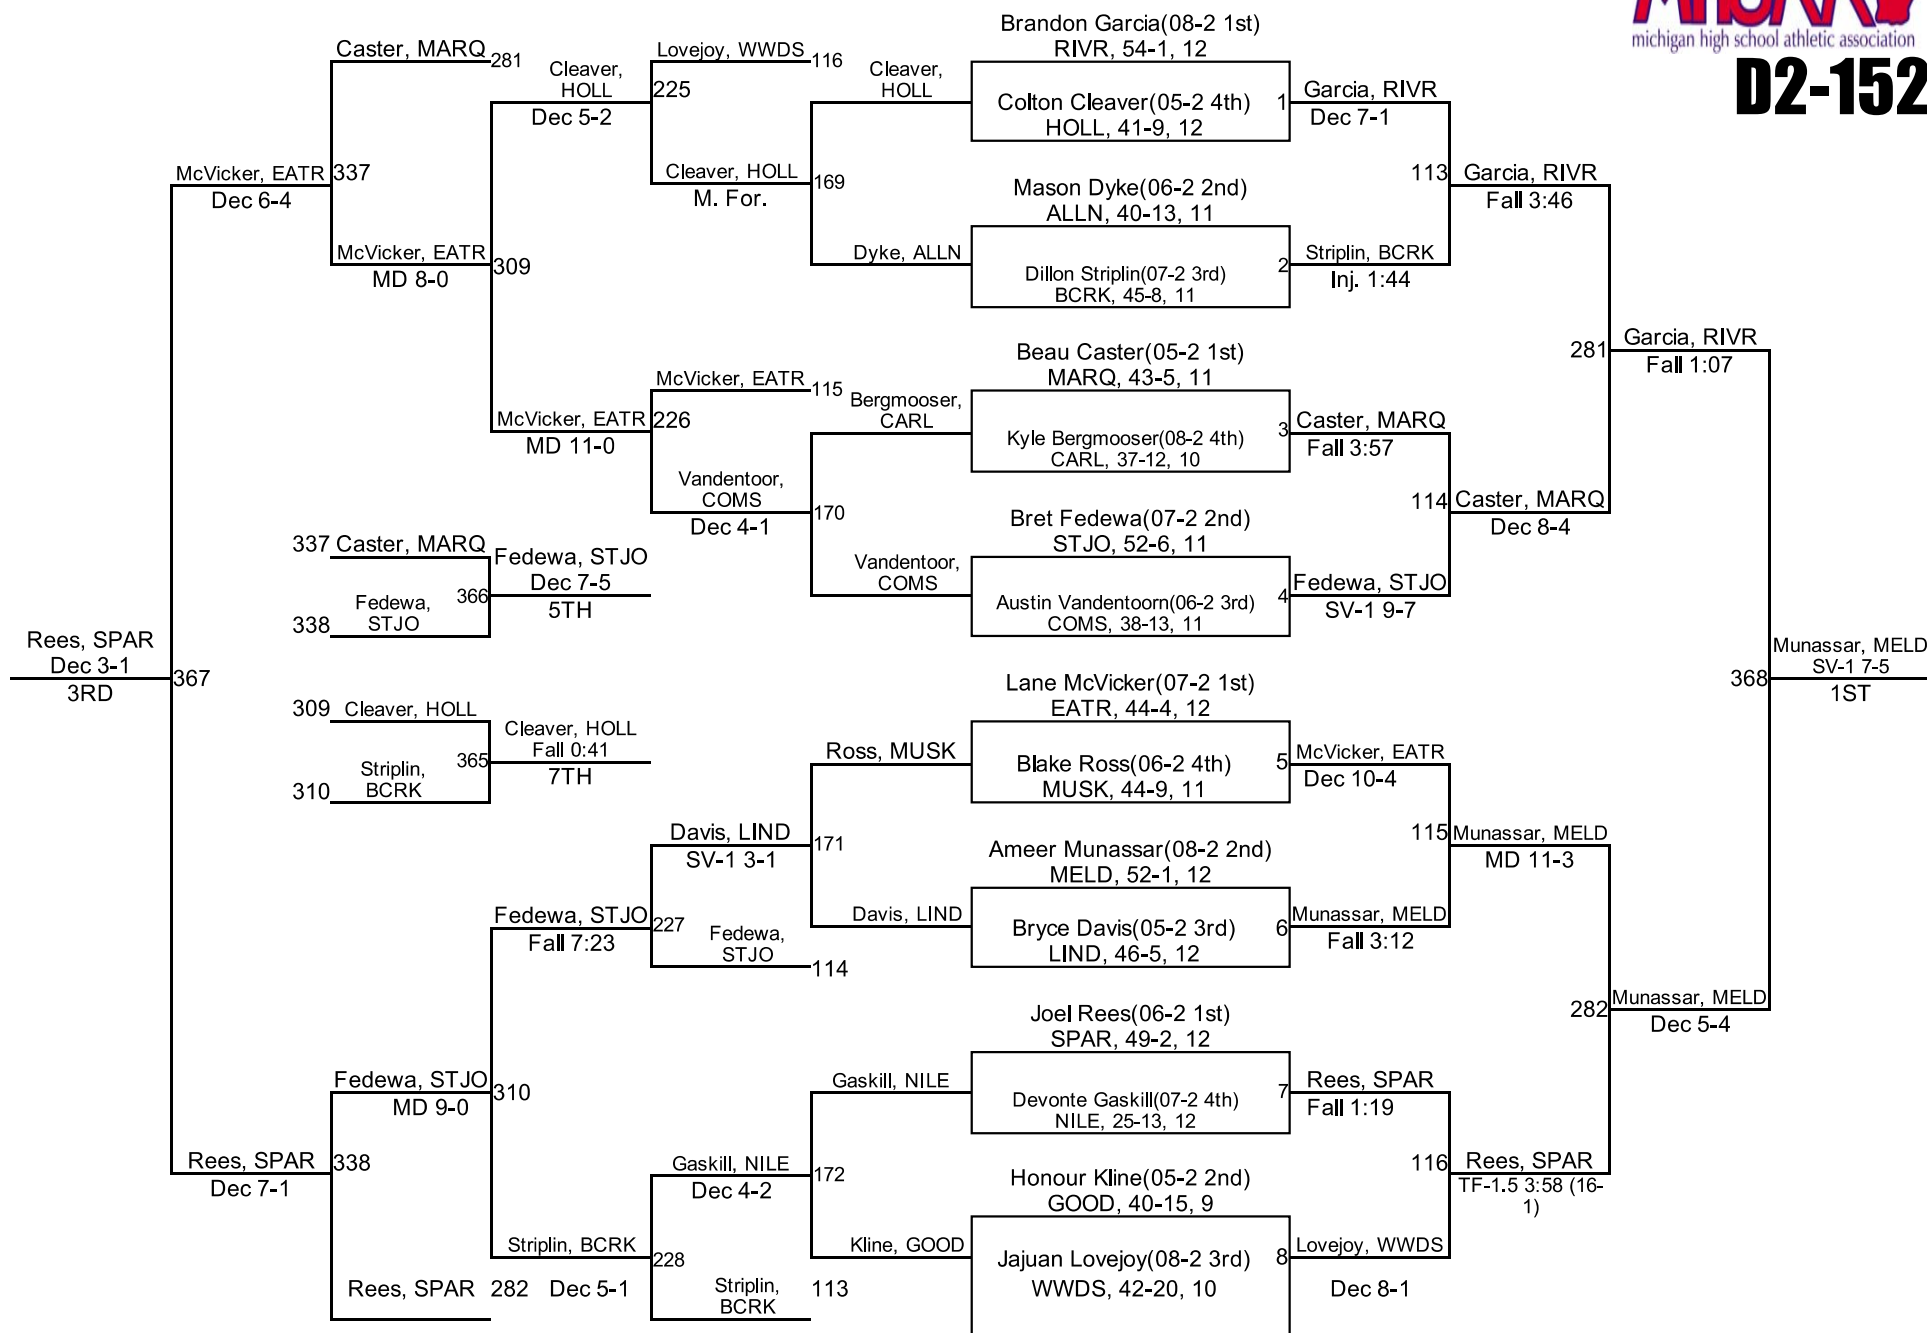 MHSAA
michigan high school athletic association
D2-152
Brandon Garcia(08-2 1st)
RIVR, 54-1, 12
Colton Cleaver(05-2 4th)
HOLL, 41-9, 12
1
Mason Dyke(06-2 2nd)
ALLN, 40-13, 11
Dillon Striplin(07-2 3rd)
BCRK, 45-8, 11
2
Beau Caster(05-2 1st)
MARQ, 43-5, 11
Kyle Bergmooser(08-2 4th)
CARL, 37-12, 10
3
Bret Fedewa(07-2 2nd)
STJO, 52-6, 11
Austin Vandentoorn(06-2 3rd)
COMS, 38-13, 11
4
Lane McVicker(07-2 1st)
EATR, 44-4, 12
Blake Ross(06-2 4th)
MUSK, 44-9, 11
5
Ameer Munassar(08-2 2nd)
MELD, 52-1, 12
Bryce Davis(05-2 3rd)
LIND, 46-5, 12
6
Joel Rees(06-2 1st)
SPAR, 49-2, 12
Devonte Gaskill(07-2 4th)
NILE, 25-13, 12
7
Honour Kline(05-2 2nd)
GOOD, 40-15, 9
Jajuan Lovejoy(08-2 3rd)
WWDS, 42-20, 10
8
Garcia, RIVR
Dec 7-1
Striplin, BCRK
Inj. 1:44
Caster, MARQ
Fall 3:57
Fedewa, STJO
SV-1 9-7
McVicker, EATR
Dec 10-4
Munassar, MELD
Fall 3:12
Rees, SPAR
Fall 1:19
Lovejoy, WWDS
Dec 8-1
113
Garcia, RIVR
Fall 3:46
114
Caster, MARQ
Dec 8-4
115
Munassar, MELD
MD 11-3
116
Rees, SPAR
TF-1.5 3:58 (16-
1)
281
Garcia, RIVR
Fall 1:07
282
Munassar, MELD
Dec 5-4
368
Munassar, MELD
SV-1 7-5
1ST
Cleaver,
HOLL
Dyke, ALLN
169
Bergmooser,
CARL
Vandentoor,
COMS
170
Ross, MUSK
Davis, LIND
171
Gaskill, NILE
Kline, GOOD
172
Lovejoy, WWDS
116
Cleaver, HOLL
M. For.
225
McVicker, EATR
115
Vandentoor,
COMS
Dec 4-1
226
Davis, LIND
SV-1 3-1
Fedewa,
STJO
114
227
Gaskill, NILE
Dec 4-2
Striplin,
BCRK
113
228
Cleaver,
HOLL
Dec 5-2
McVicker, EATR
MD 11-0
309
Fedewa, STJO
Fall 7:23
Striplin, BCRK
Dec 5-1
310
Caster, MARQ
281
McVicker, EATR
MD 8-0
337
Fedewa, STJO
MD 9-0
Rees, SPAR
282
338
McVicker, EATR
Dec 6-4
Rees, SPAR
Dec 7-1
367
Rees, SPAR
Dec 3-1
3RD
337
Caster, MARQ
338
Fedewa,
STJO
366
Fedewa, STJO
Dec 7-5
5TH
309
Cleaver, HOLL
310
Striplin,
BCRK
365
Cleaver, HOLL
Fall 0:41
7TH